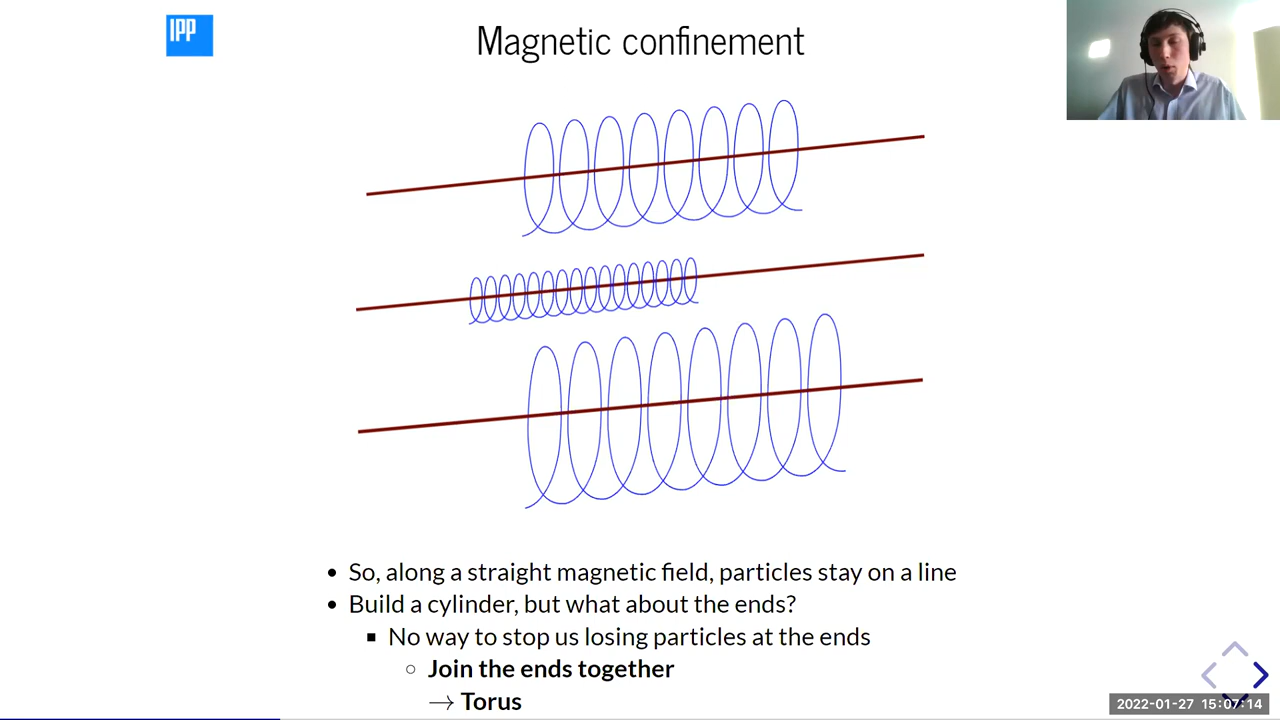 IPP
Magnetic confinement
So, along a straight magnetic field, particles stay on a line
Build a cylinder, but what about the ends?
No way to stop us losing particles at the ends
Join the ends together
→ Torus
2022-01-27 15:07:14